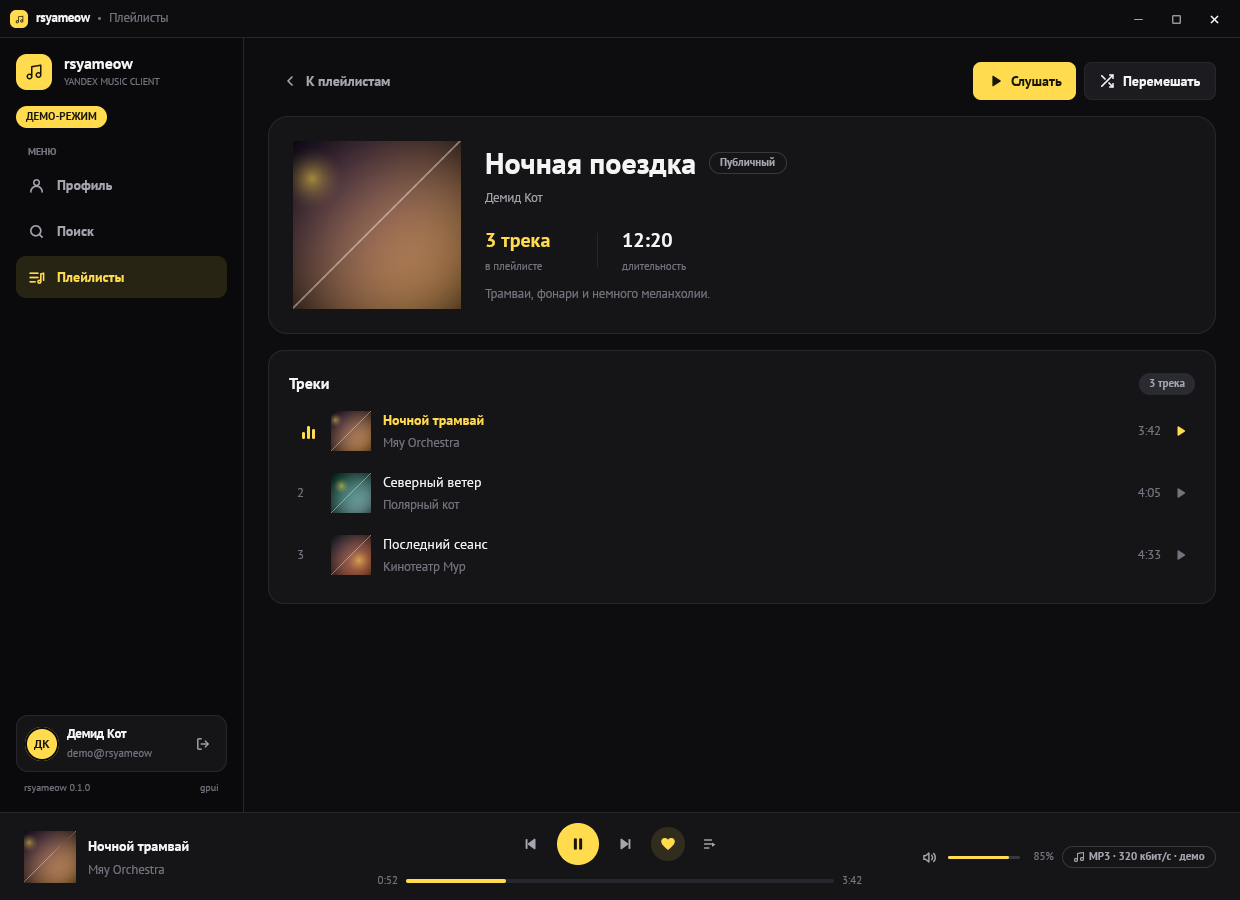 rsyameow • Плейлисты
rsyameow
YANDEX MUSIC CLIENT
ДЕМО-РЕЖИМ
МЕНЮ
Профиль
Поиск
Плейлисты
Демид Кот
ДК
demo@rsyameow
rsyameow 0.1.0
gpui
К плейлистам
Слушать
Перемешать
Ночная поездка
Публичный
Демид Кот
3 трека
12:20
в плейлисте
длительность
Трамваи, фонари и немного меланхолии.
Треки
3 трека
Ночной трамвай
Мяу Orchestra
3:42
2
Северный ветер
Полярный кот
4:05
3
Последний сеанс
Кинотеатр Мур
4:33
Ночной трамвай
Мяу Orchestra
0:52
3:42
85%
MP3 · 320 кбит/с · демо